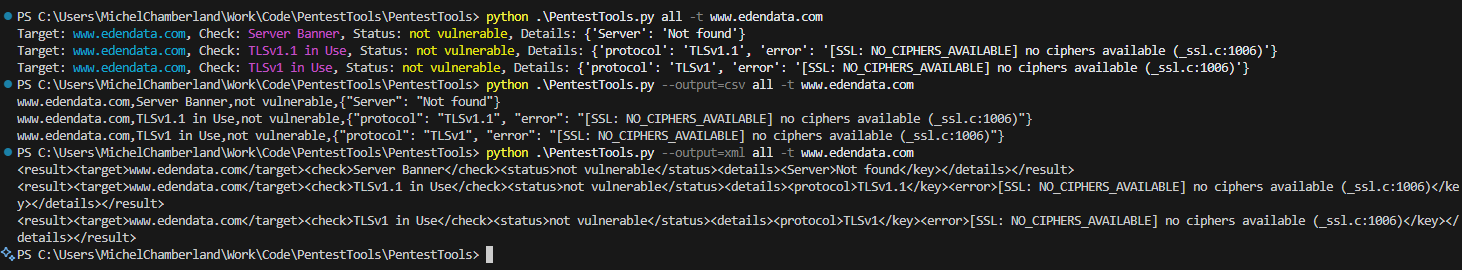 PS C:\Users\MichelChamberland\Work\Code\PentestTools\PentestTools> python .\PentestTools.py all -t www.edendata.com
Target: www.edendata.com, Check: Server Banner, Status: not vulnerable, Details: {'Server': 'Not found'}
Target: www.edendata.com, Check: TLSv1.1 in Use, Status: not vulnerable, Details: {'protocol': 'TLSv1.1', 'error': '[SSL: NO_CIPHERS_AVAILABLE] no ciphers available (_ssl.c:1006)'}
Target: www.edendata.com, Check: TLSv1 in Use, Status: not vulnerable, Details: {'protocol': 'TLSv1', 'error': '[SSL: NO_CIPHERS_AVAILABLE] no ciphers available (_ssl.c:1006)'}
PS C:\Users\MichelChamberland\Work\Code\PentestTools\PentestTools> python .\PentestTools.py --output=csv all -t www.edendata.com
www.edendata.com,Server Banner,not vulnerable,{"Server": "Not found"}
www.edendata.com,TLSv1.1 in Use,not vulnerable,{"protocol": "TLSv1.1", "error": "[SSL: NO_CIPHERS_AVAILABLE] no ciphers available (_ssl.c:1006)"}
www.edendata.com,TLSv1 in Use,not vulnerable,{"protocol": "TLSv1", "error": "[SSL: NO_CIPHERS_AVAILABLE] no ciphers available (_ssl.c:1006)"}
PS C:\Users\MichelChamberland\Work\Code\PentestTools\PentestTools> python .\PentestTools.py --output=xml all -t www.edendata.com
<result><target>www.edendata.com</target><check>Server Banner</check><status>not vulnerable</status><details><Server>Not found</key></details></result>
<result><target>www.edendata.com</target><check>TLSv1.1 in Use</check><status>not vulnerable</status><details><protocol>TLSv1.1</key><error>[SSL: NO_CIPHERS_AVAILABLE] no ciphers available (_ssl.c:1006)</ke
y></details></result>
<result><target>www.edendata.com</target><check>TLSv1 in Use</check><status>not vulnerable</status><details><protocol>TLSv1</key><error>[SSL: NO_CIPHERS_AVAILABLE] no ciphers available (_ssl.c:1006)</key></
details></result>
PS C:\Users\MichelChamberland\Work\Code\PentestTools\PentestTools>